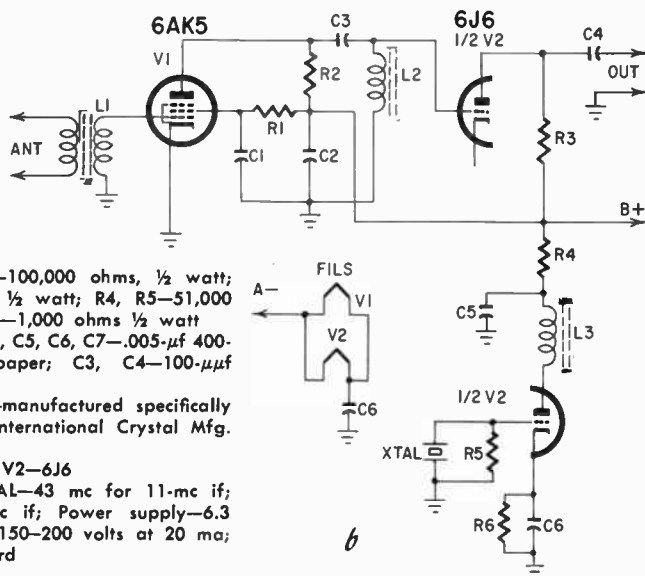 6AK5
V1
C3
6J6
1/2 V2
C4
OUT
R2
L2
L1
ANT
R1
R3
C1
C2
B+
R4
—100,000 ohms, ½ watt;
½ watt; R4, R5—51,000
—1,000 ohms ½ watt
, C5, C6, C7—.005-μf 400-
paper; C3, C4—100-μμf
-manufactured specifically
nternational Crystal Mfg.
V2—6J6
AL—43 mc for 11-mc if;
c if; Power supply—6.3
150–200 volts at 20 ma;
rd
FILS
A-
V1
V2
C6
C5
L3
1/2 V2
XTAL
R5
R6
C6
b